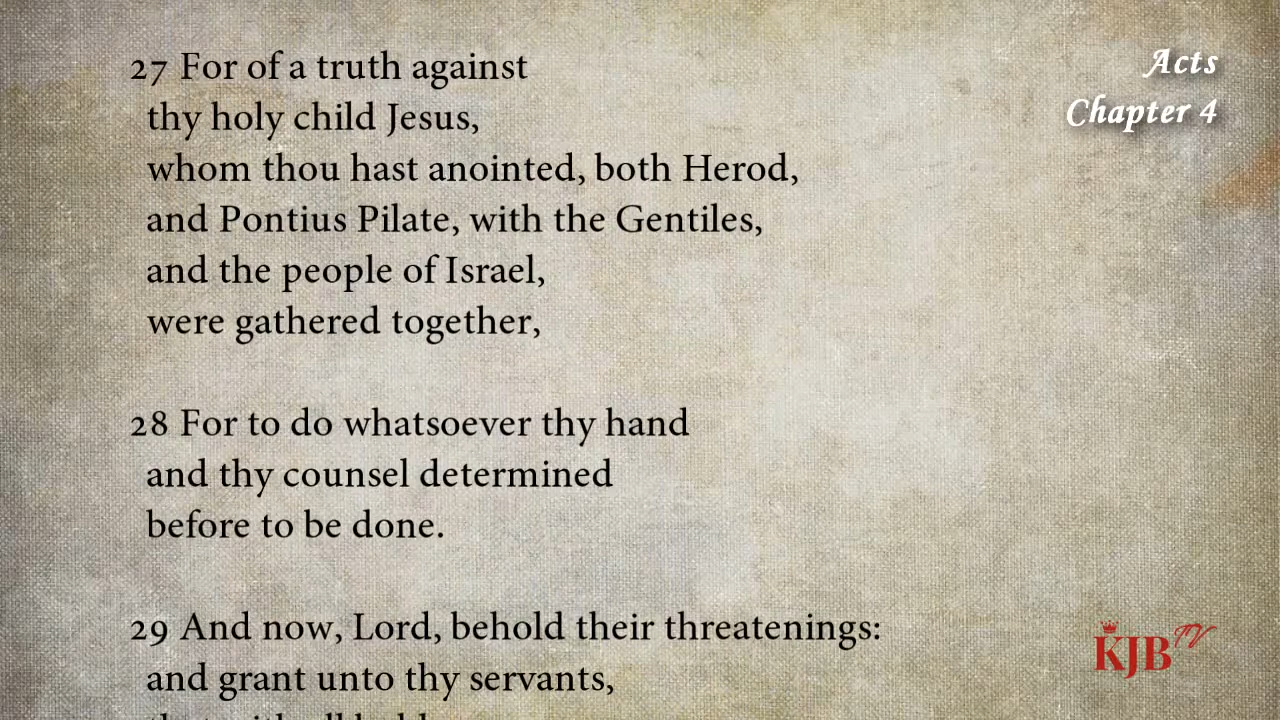 27 For of a truth against
thy holy child Jesus,
whom thou hast anointed, both Herod,
and Pontius Pilate, with the Gentiles,
and the people of Israel,
were gathered together,
28 For to do whatsoever thy hand
and thy counsel determined
before to be done.
29 And now, Lord, behold their threatenings:
and grant unto thy servants,
Acts
Chapter 4
KJB TV